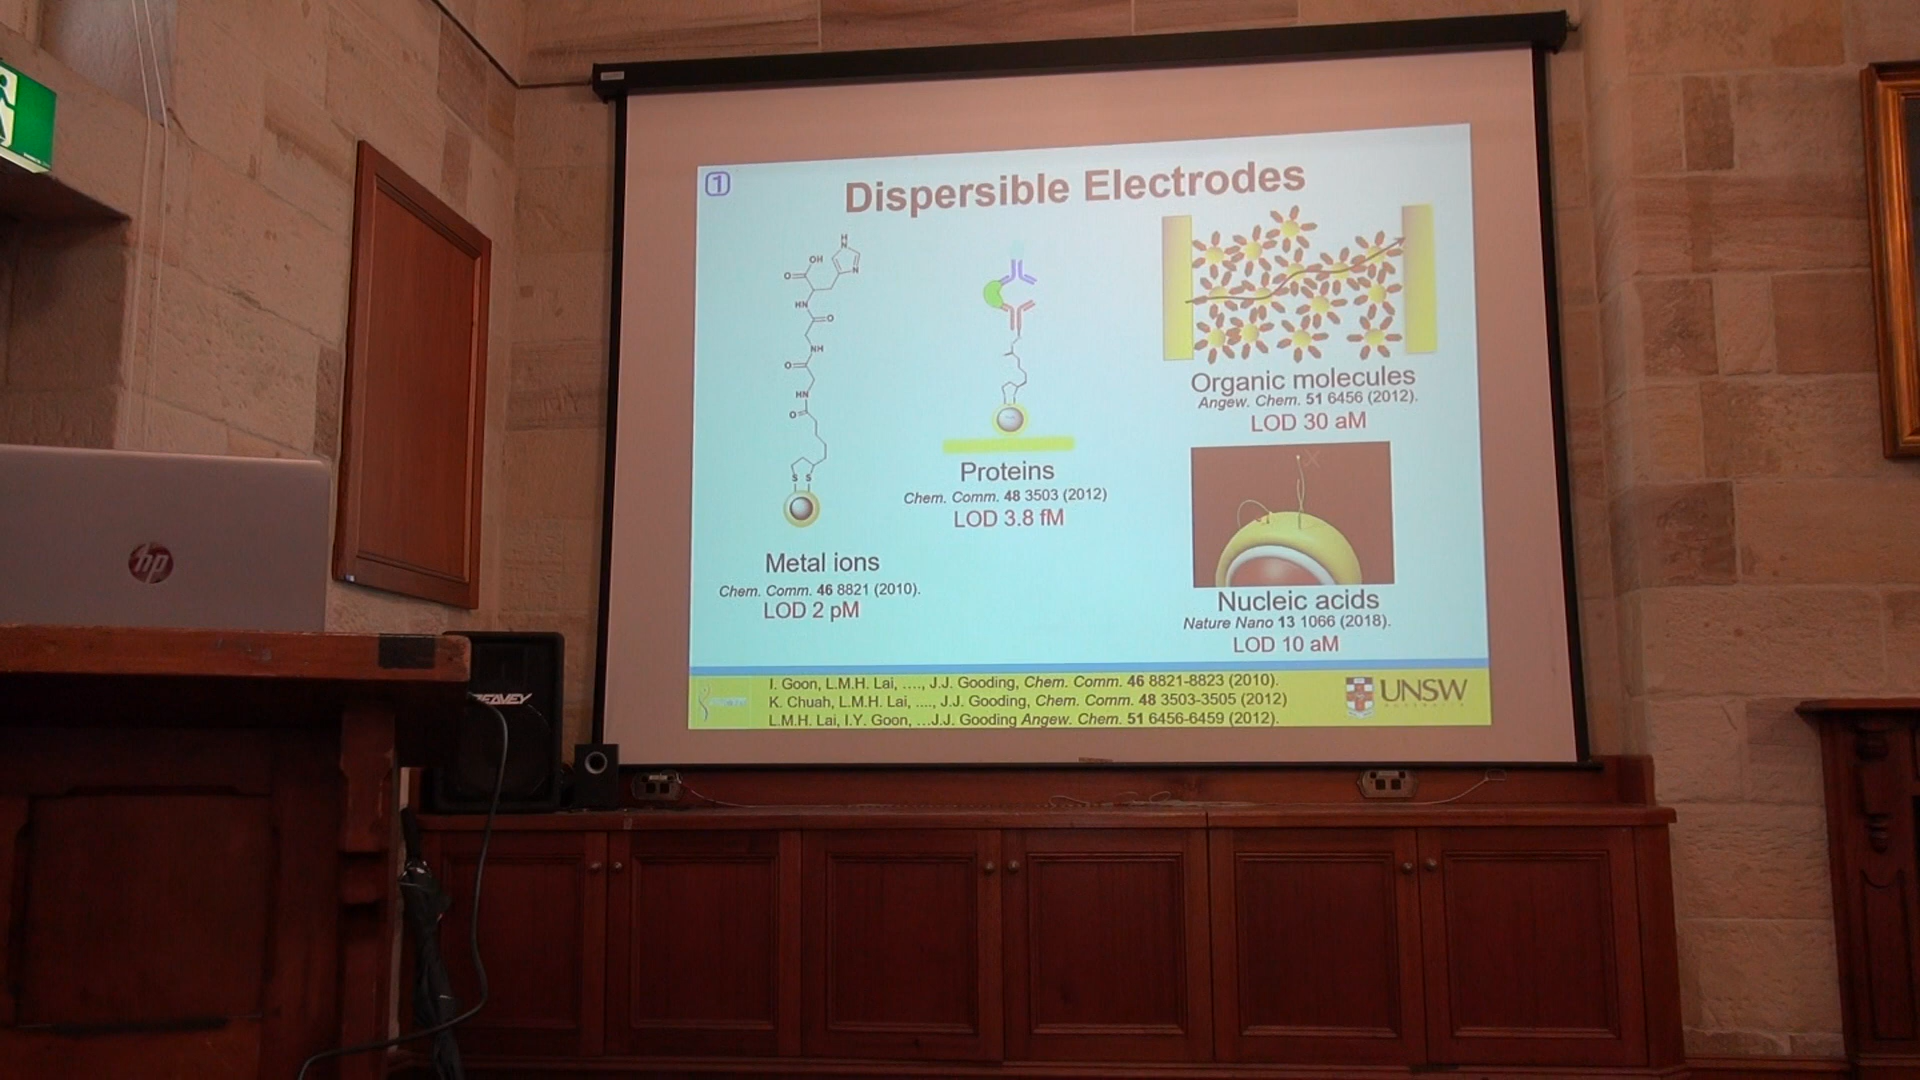 1
Dispersible Electrodes
H
N
OH
O
N
HN
O
NH
O
HN
O
S S
Metal ions
Chem. Comm. 46 8821 (2010).
LOD 2 pM
Proteins
Chem. Comm. 48 3503 (2012)
LOD 3.8 fM
Organic molecules
Angew. Chem. 51 6456 (2012).
LOD 30 aM
Nucleic acids
Nature Nano 13 1066 (2018).
LOD 10 aM
I. Goon, L.M.H. Lai, ...., J.J. Gooding, Chem. Comm. 46 8821-8823 (2010).
K. Chuah, L.M.H. Lai, ...., J.J. Gooding, Chem. Comm. 48 3503-3505 (2012)
L.M.H. Lai, I.Y. Goon, ...J.J. Gooding Angew. Chem. 51 6456-6459 (2012).
UNSW
hp
PEAVEY